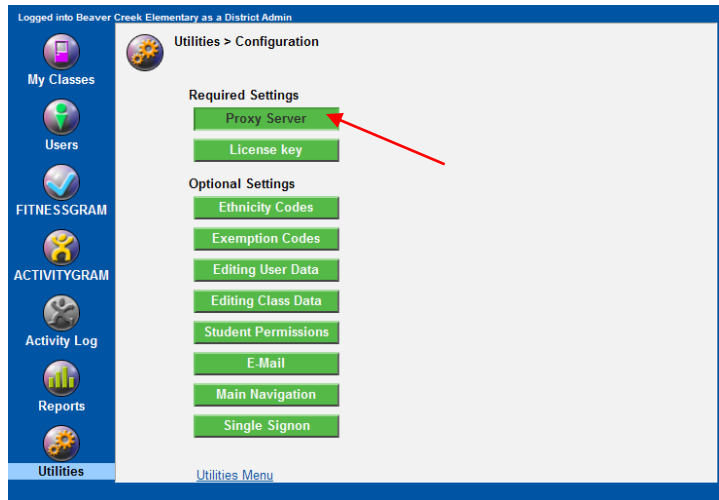 Logged into Beaver Creek Elementary as a District Admin
Utilities > Configuration
My Classes
Users
FITNESSGRAM
ACTIVITYGRAM
Activity Log
Reports
Utilities
Required Settings
Proxy Server
License key
Optional Settings
Ethnicity Codes
Exemption Codes
Editing User Data
Editing Class Data
Student Permissions
E-Mail
Main Navigation
Single Signon
Utilities Menu